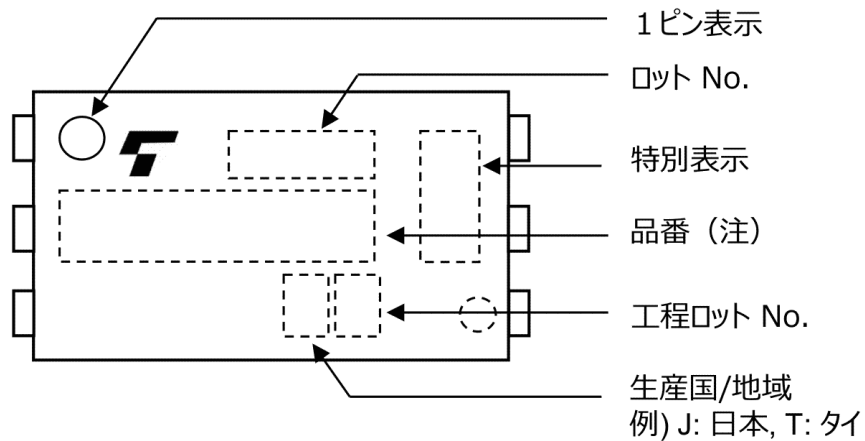 １ピン表示
ロット No.
特別表示
品番（注）
工程ロット No.
生産国/地域
例) J: 日本, T: タイ